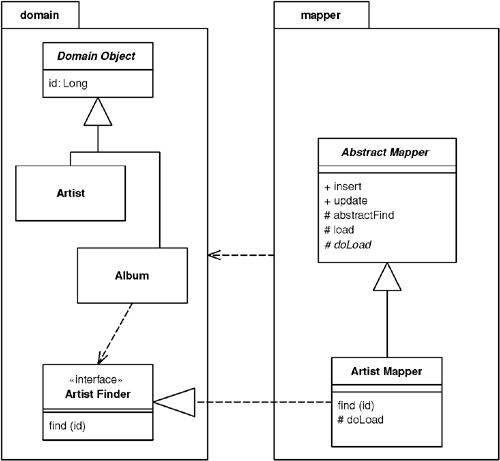 domain
Domain Object
id: Long
Artist
Album
«interface»
Artist Finder
find (id)
mapper
Abstract Mapper
+ insert
+ update
# abstractFind
# load
# doLoad
Artist Mapper
find (id)
# doLoad